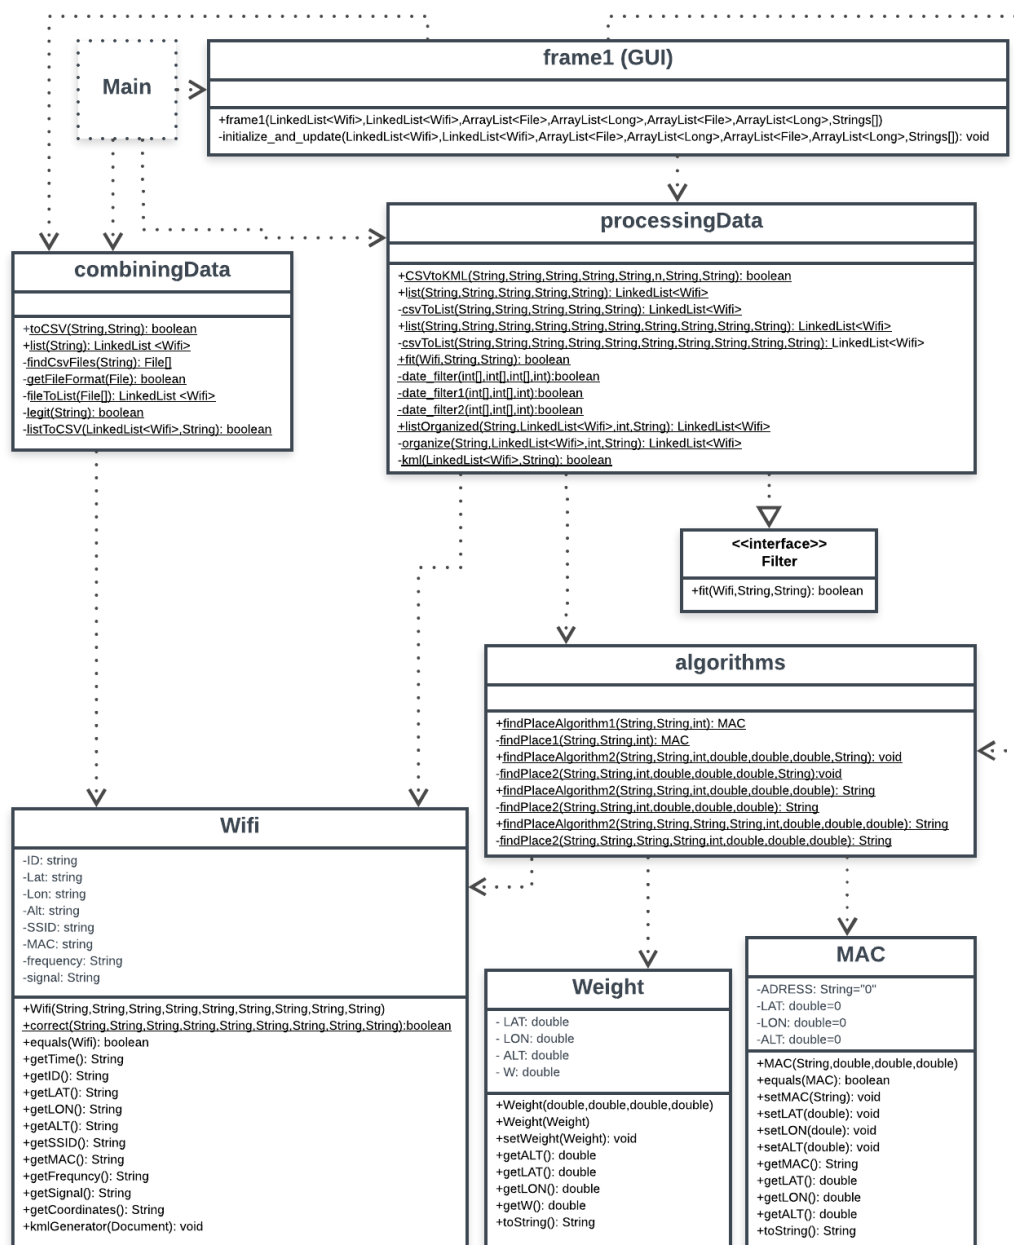 Main
frame1 (GUI)
+frame1(LinkedList<Wifi>,LinkedList<Wifi>,ArrayList<File>,ArrayList<Long>,ArrayList<File>,ArrayList<Long>,Strings[])
-initialize_and_update(LinkedList<Wifi>,LinkedList<Wifi>,ArrayList<File>,ArrayList<Long>,ArrayList<File>,ArrayList<Long>,Strings[]): void
processingData
+CSVtoKML(String,String,String,String,String,n,String,String): boolean
+list(String,String,String,String,String): LinkedList<Wifi>
-csvToList(String,String,String,String,String): LinkedList<Wifi>
+list(String,String,String,String,String,String,String,String,String): LinkedList<Wifi>
-csvToList(String,String,String,String,String,String,String,String,String): LinkedList<Wifi>
+fit(Wifi,String,String): boolean
-date_filter(int[],int[],int[],int):boolean
-date_filter1(int[],int[],int):boolean
-date_filter2(int[],int[],int):boolean
+listOrganized(String,LinkedList<Wifi>,int,String): LinkedList<Wifi>
-organize(String,LinkedList<Wifi>,int,String): LinkedList<Wifi>
-kml(LinkedList<Wifi>,String): boolean
combiningData
+toCSV(String,String): boolean
+list(String): LinkedList <Wifi>
-findCsvFiles(String): File[]
-getFileFormat(File): boolean
-fileToList(File[]): LinkedList <Wifi>
-legit(String): boolean
-listToCSV(LinkedList<Wifi>,String): boolean
<<interface>>
Filter
+fit(Wifi,String,String): boolean
algorithms
+findPlaceAlgorithm1(String,String,int): MAC
-findPlace1(String,String,int): MAC
+findPlaceAlgorithm2(String,String,int,double,double,double,String): void
-findPlace2(String,String,int,double,double,double,String):void
+findPlaceAlgorithm2(String,String,int,double,double,double): String
-findPlace2(String,String,int,double,double,double): String
+findPlaceAlgorithm2(String,String,String,String,int,double,double,double): String
-findPlace2(String,String,String,String,int,double,double,double): String
Wifi
-ID: string
-Lat: string
-Lon: string
-Alt: string
-SSID: string
-MAC: string
-frequency: String
-signal: String
+Wifi(String,String,String,String,String,String,String,String,String)
+correct(String,String,String,String,String,String,String,String,String):boolean
+equals(Wifi): boolean
+getTime(): String
+getID(): String
+getLAT(): String
+getLON(): String
+getALT(): String
+getSSID(): String
+getMAC(): String
+getFrequncy(): String
+getSignal(): String
+getCoordinates(): String
+kmlGenerator(Document): void
Weight
- LAT: double
- LON: double
- ALT: double
- W: double
+Weight(double,double,double,double)
+Weight(Weight)
+setWeight(Weight): void
+getALT(): double
+getLAT(): double
+getLON(): double
+getW(): double
+toString(): String
MAC
-ADRESS: String="0"
-LAT: double=0
-LON: double=0
-ALT: double=0
+MAC(String,double,double,double)
+equals(MAC): boolean
+setMAC(String): void
+setLAT(double): void
+setLON(doule): void
+setALT(double): void
+getMAC(): String
+getLAT(): double
+getLON(): double
+getALT(): double
+toString(): String